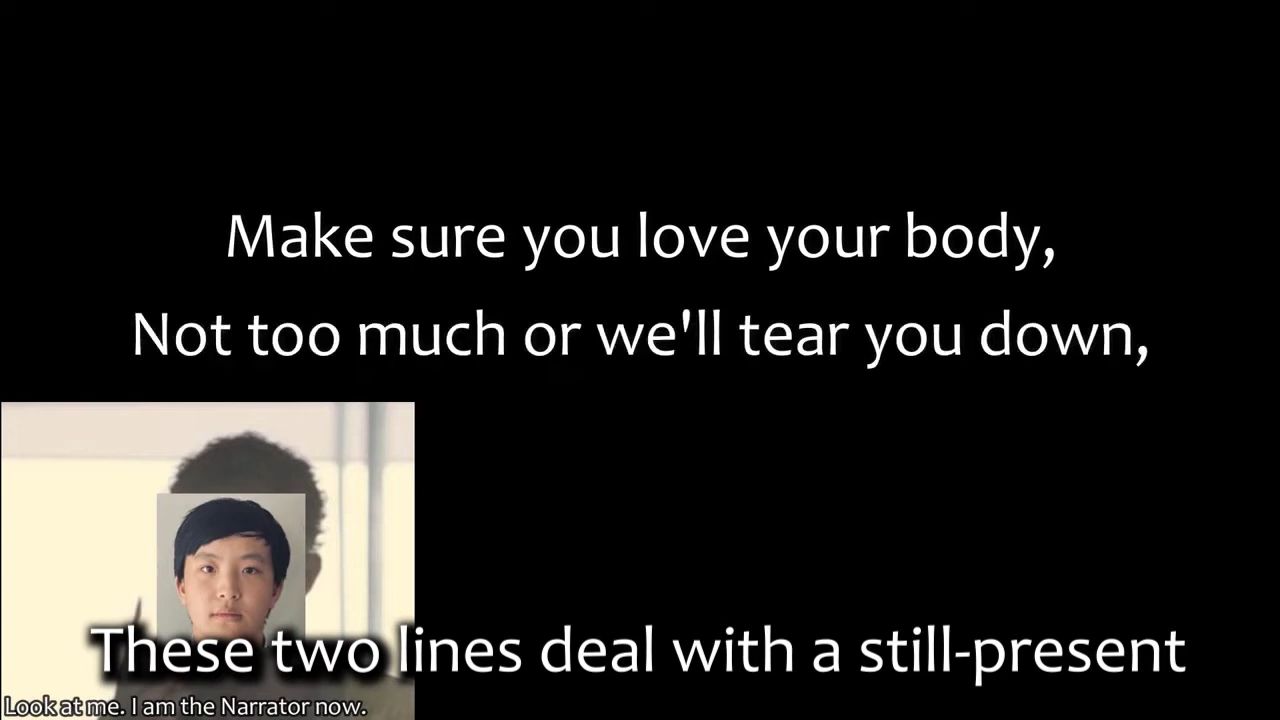 Make sure you love your body,
Not too much or we'll tear you down,
These two lines deal with a still-present
Look at me. I am the Narrator now.